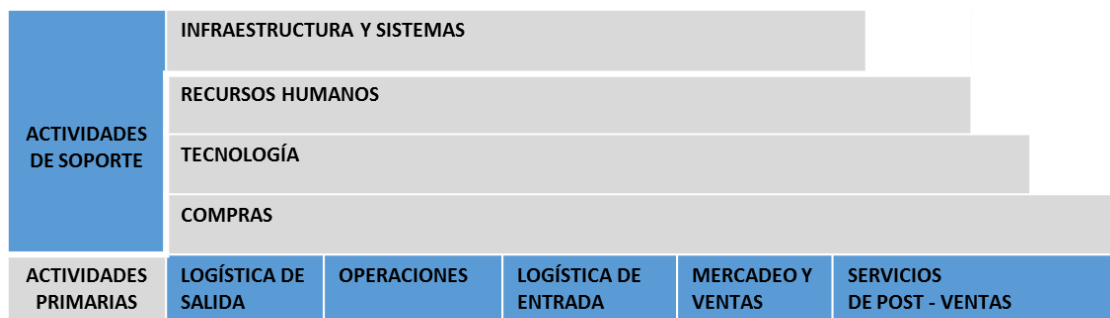 INFRAESTRUCTURA Y SISTEMAS
RECURSOS HUMANOS
ACTIVIDADES
DE SOPORTE
TECNOLOGÍA
COMPRAS
ACTIVIDADES
PRIMARIAS
LOGÍSTICA DE
SALIDA
OPERACIONES
LOGÍSTICA DE
ENTRADA
MERCADEO Y
VENTAS
SERVICIOS
DE POST - VENTAS